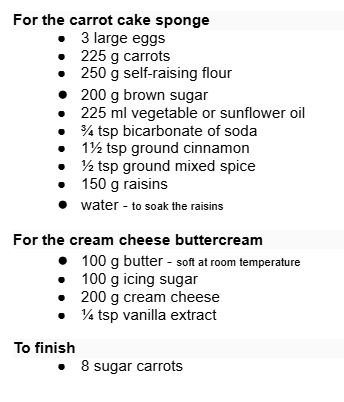 For the carrot cake sponge
● 3 large eggs
● 225 g carrots
● 250 g self-raising flour
● 200 g brown sugar
● 225 ml vegetable or sunflower oil
● ¾ tsp bicarbonate of soda
● 1½ tsp ground cinnamon
● ½ tsp ground mixed spice
● 150 g raisins
● water - to soak the raisins
For the cream cheese buttercream
● 100 g butter - soft at room temperature
● 100 g icing sugar
● 200 g cream cheese
● ¼ tsp vanilla extract
To finish
● 8 sugar carrots